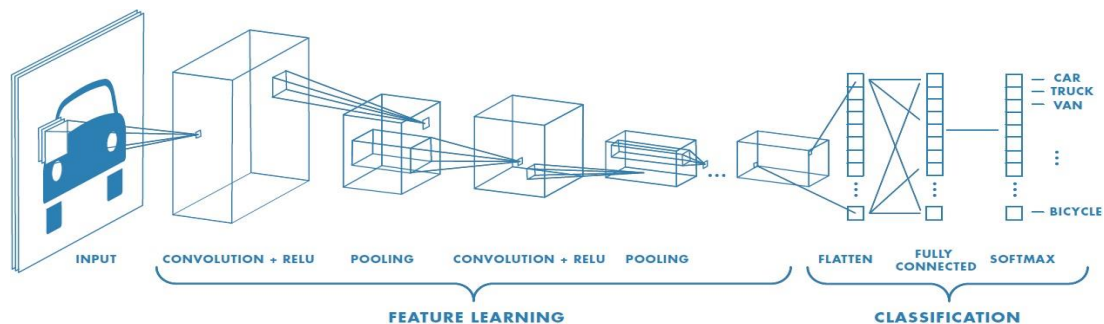 CAR
TRUCK
VAN
BICYCLE
INPUT
CONVOLUTION + RELU
POOLING
CONVOLUTION + RELU
POOLING
FLATTEN
FULLY
CONNECTED
SOFTMAX
FEATURE LEARNING
CLASSIFICATION